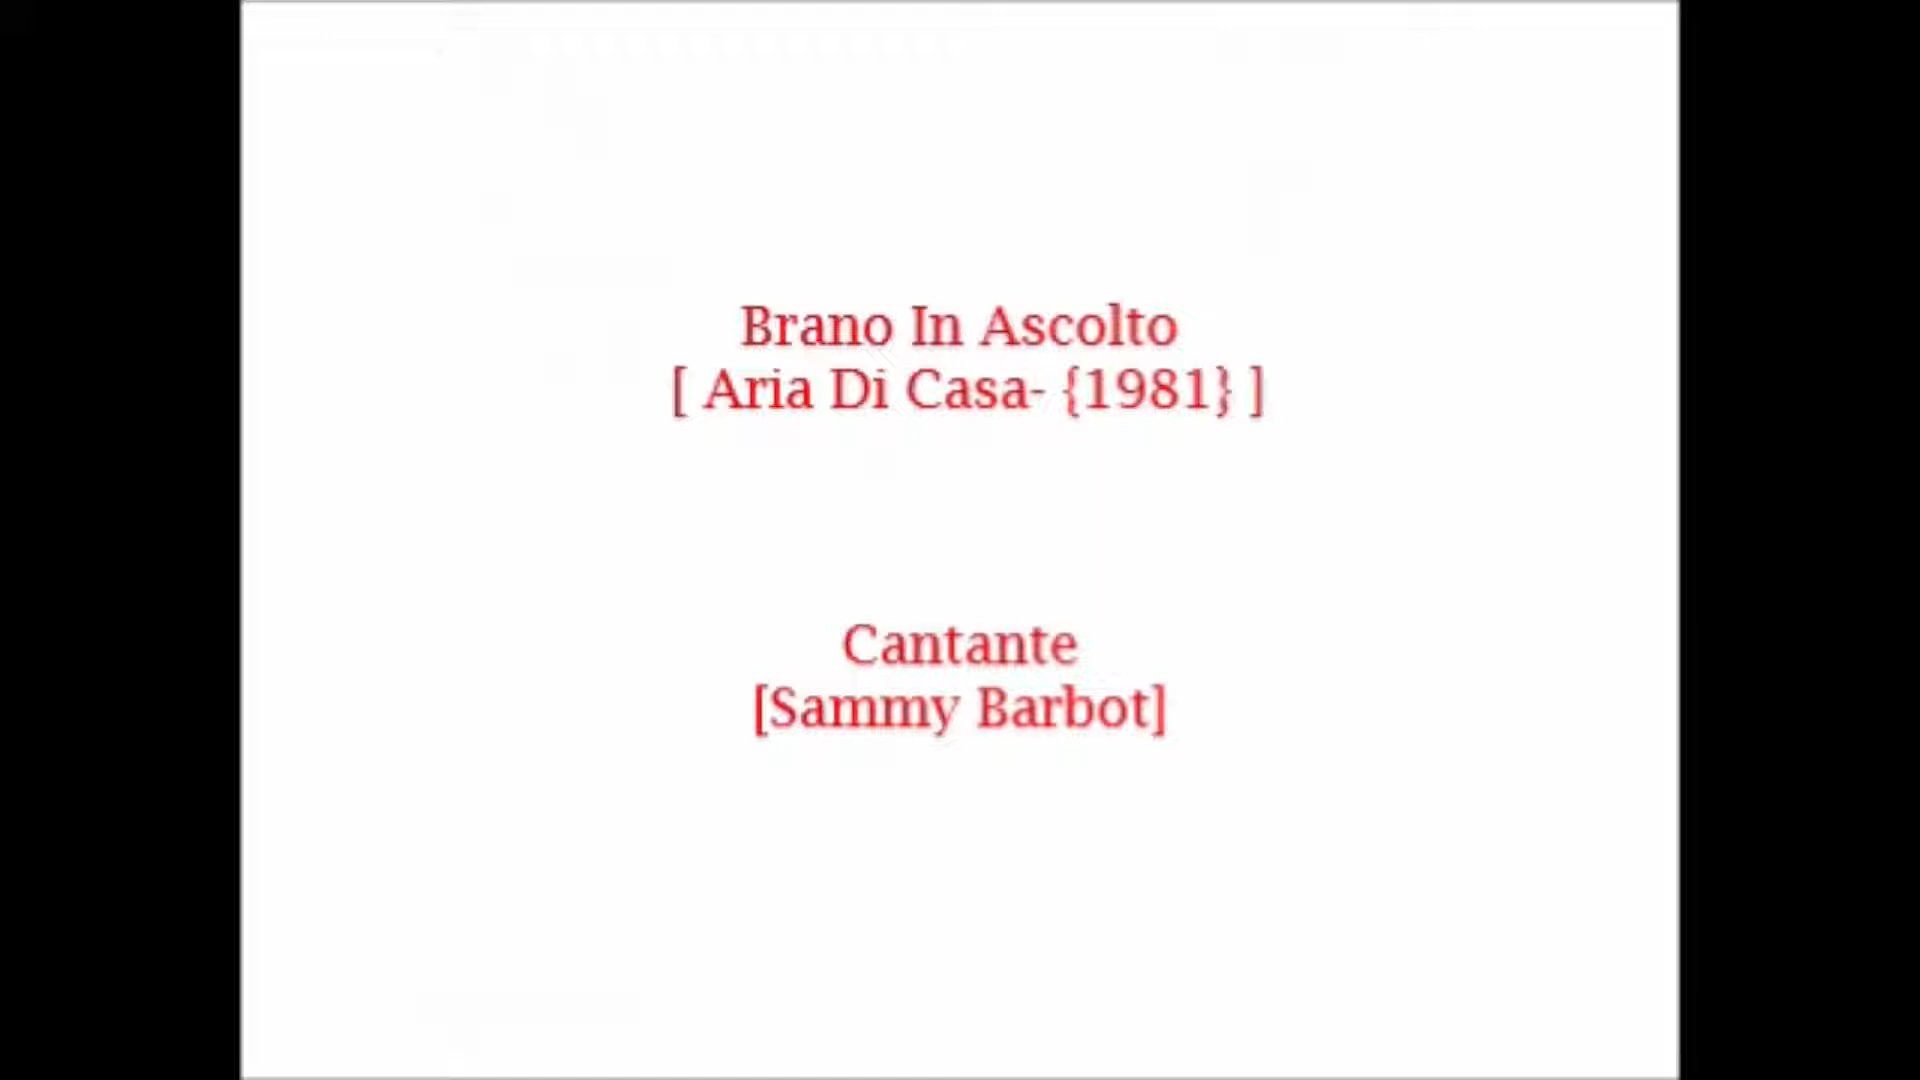 Brano In Ascolto
[ Aria Di Casa- {1981} ]
Cantante
[Sammy Barbot]